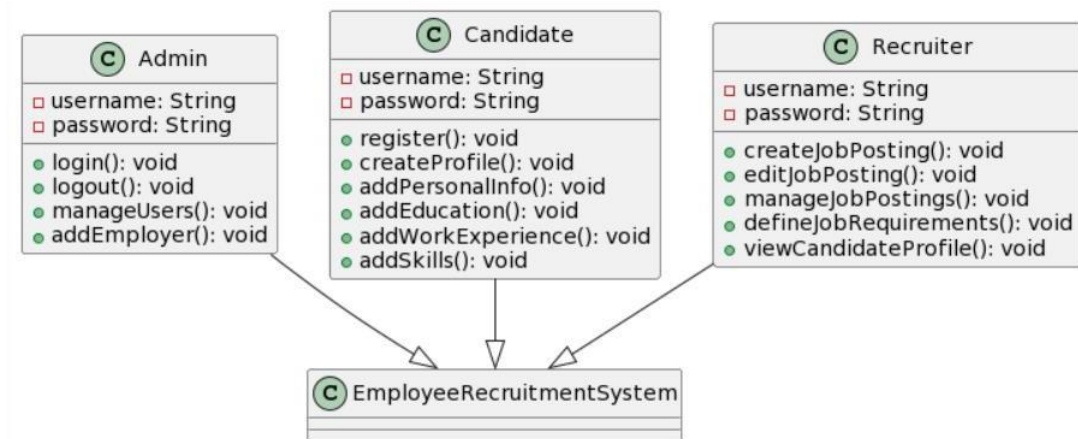 C Admin
username: String
password: String
login(): void
logout(): void
manageUsers(): void
addEmployer(): void
C Candidate
username: String
password: String
register(): void
createProfile(): void
addPersonalInfo(): void
addEducation(): void
addWorkExperience(): void
addSkills(): void
C Recruiter
username: String
password: String
createJobPosting(): void
editJobPosting(): void
manageJobPostings(): void
defineJobRequirements(): void
viewCandidateProfile(): void
C EmployeeRecruitmentSystem